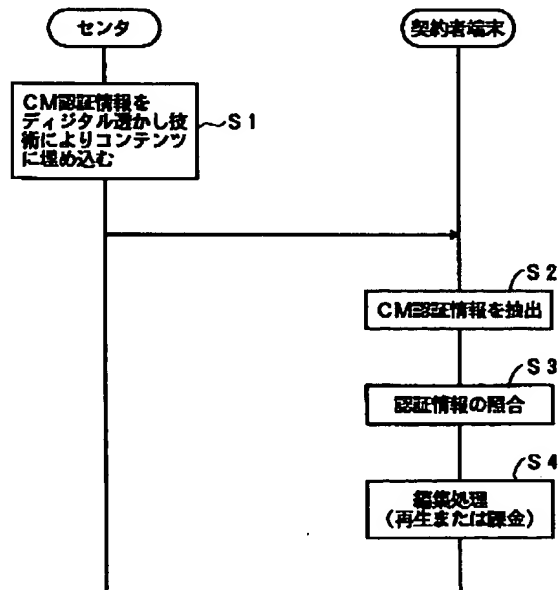 センタ
契約者端末
CM認証情報を
ディジタル透かし技
術によりコンテンツ
に埋め込む
S1
S2
CM認証情報を抽出
S3
認証情報の照合
S4
編集処理
（再生または課金）